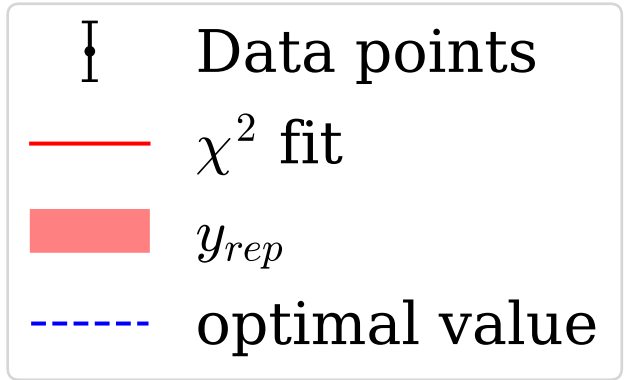 Data points
χ² fit
y_rep
optimal value